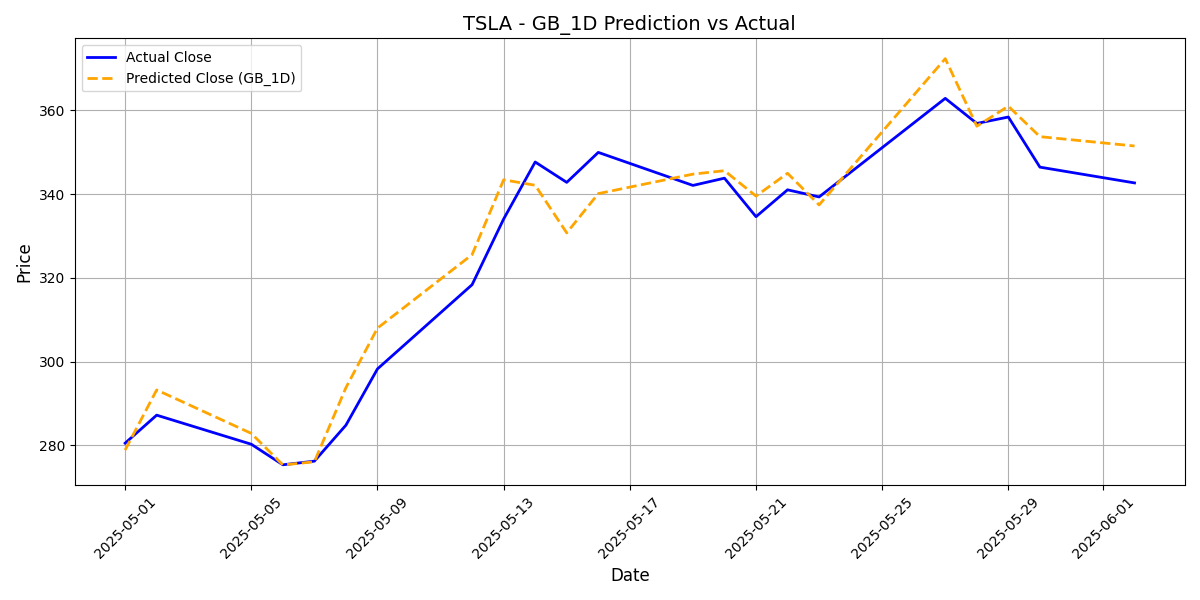 TSLA - GB_1D Prediction vs Actual
Actual Close
Predicted Close (GB_1D)
Price
360
340
320
300
280
2025-05-01
2025-05-05
2025-05-09
2025-05-13
2025-05-17
2025-05-21
2025-05-25
2025-05-29
2025-06-01
Date